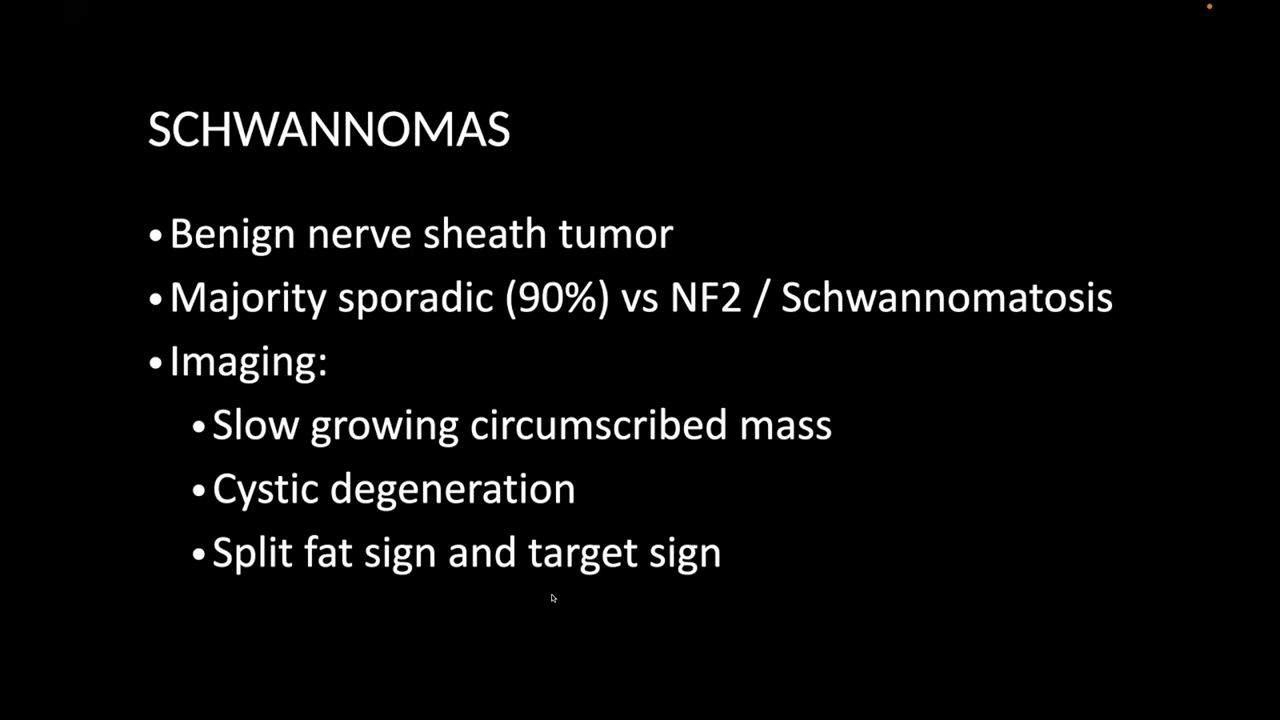 SCHWANNOMAS
• Benign nerve sheath tumor
• Majority sporadic (90%) vs NF2 / Schwannomatosis
• Imaging:
• Slow growing circumscribed mass
• Cystic degeneration
• Split fat sign and target sign